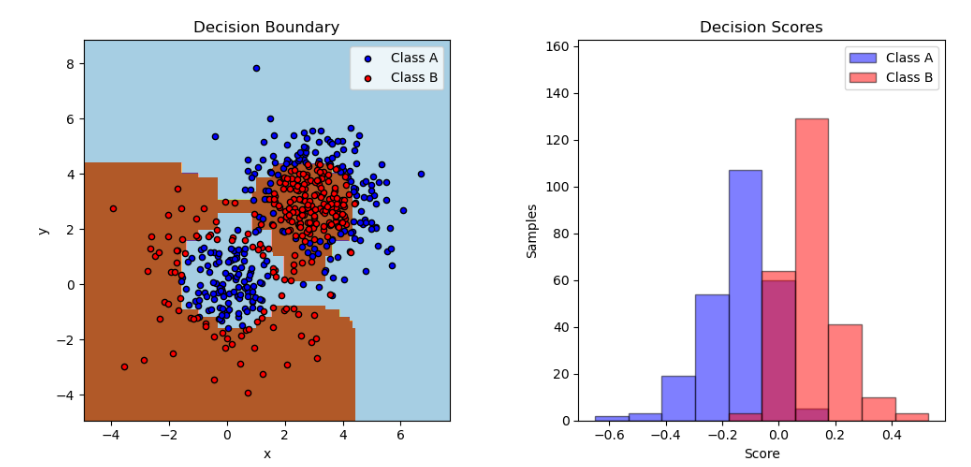 Decision Boundary
Class A
Class B
8
6
4
2
0
−2
−4
−4
−2
0
2
4
6
x
y
Decision Scores
Class A
Class B
160
140
120
100
80
60
40
20
0
−0.6
−0.4
−0.2
0.0
0.2
0.4
Score
Samples